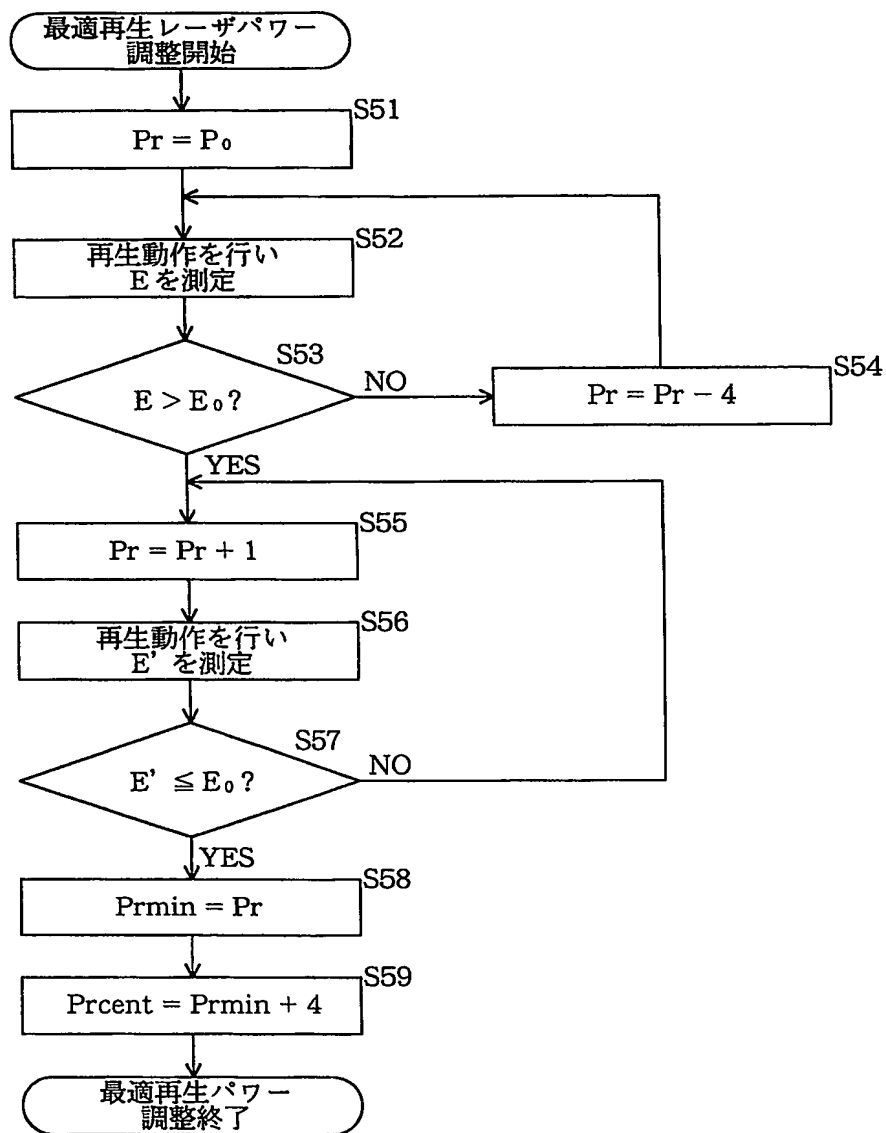 最適再生レーザパワー
調整開始
S51
Pr = P₀
S52
再生動作を行い
Eを測定
S53
E > E₀?
NO
S54
Pr = Pr − 4
YES
S55
Pr = Pr + 1
S56
再生動作を行い
E' を測定
S57
E' ≦ E₀?
NO
YES
S58
Prmin = Pr
S59
Prcent = Prmin + 4
最適再生パワー
調整終了